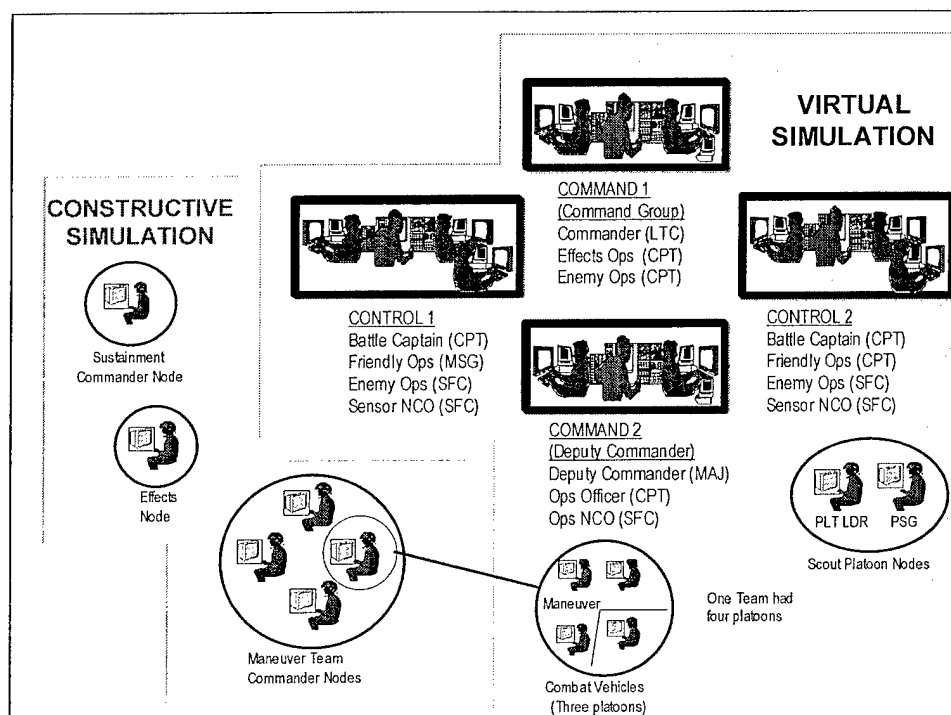 VIRTUAL
SIMULATION
CONSTRUCTIVE
SIMULATION
COMMAND 1
(Command Group)
Commander (LTC)
Effects Ops (CPT)
Enemy Ops (CPT)
CONTROL 1
Battle Captain (CPT)
Friendly Ops (MSG)
Enemy Ops (SFC)
Sensor NCO (SFC)
CONTROL 2
Battle Captain (CPT)
Friendly Ops (CPT)
Enemy Ops (SFC)
Sensor NCO (SFC)
Sustainment
Commander Node
COMMAND 2
(Deputy Commander)
Deputy Commander (MAJ)
Ops Officer (CPT)
Ops NCO (SFC)
Effects
Node
PLT LDR PSG
Scout Platoon Nodes
Maneuver
One Team had
four platoons
Maneuver Team
Commander Nodes
Combat Vehicles
(Three platoons)